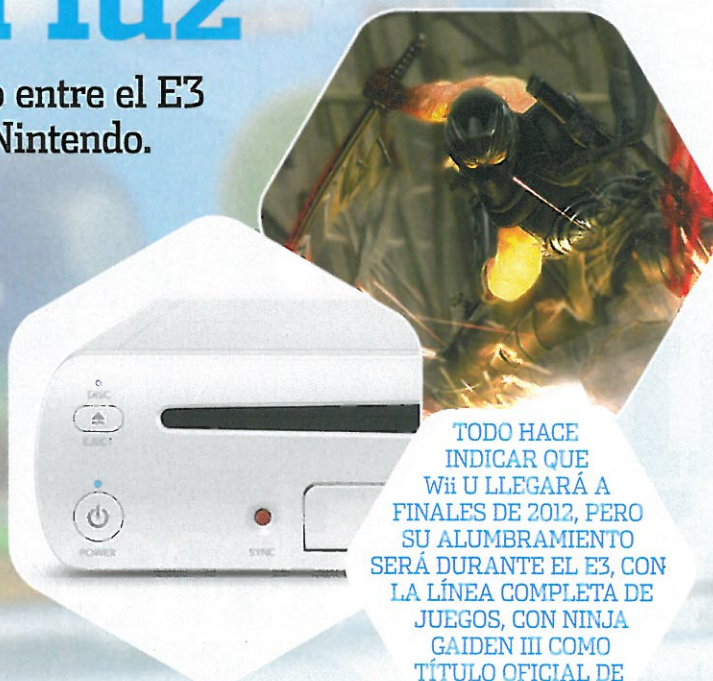 luz
entre el E3
Nintendo.
DISC
EJECT
POWER
SYNC
TODO HACE
INDICAR QUE
Wii U LLEGARÁ A
FINALES DE 2012, PERO
SU ALUMBRAMIENTO
SERÁ DURANTE EL E3, CON
LA LÍNEA COMPLETA DE
JUEGOS, CON NINJA
GAIDEN III COMO
TÍTULO OFICIAL DE